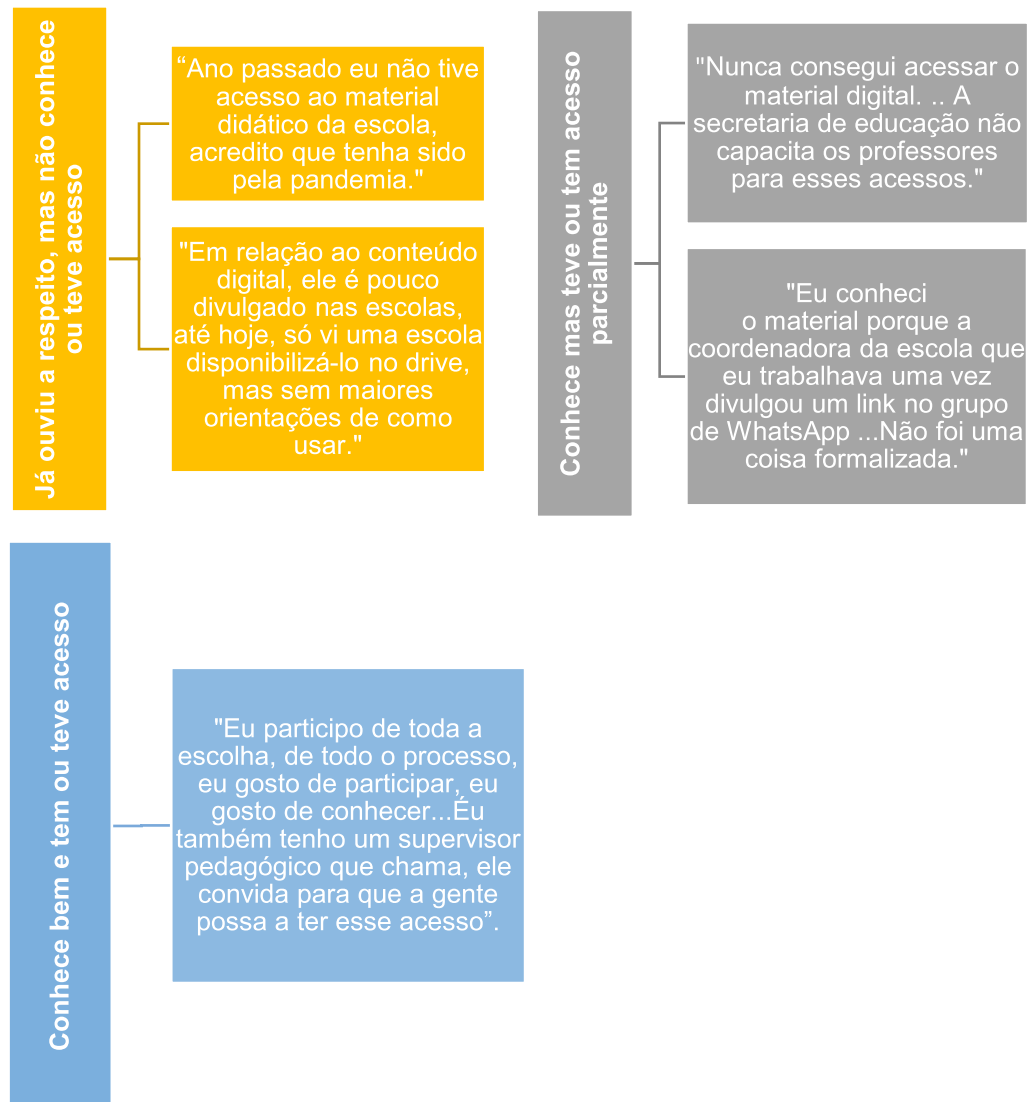 Já ouviu a respeito, mas não conhece
ou teve acesso
“Ano passado eu não tive
acesso ao material
didático da escola,
acredito que tenha sido
pela pandemia."
"Em relação ao conteúdo
digital, ele é pouco
divulgado nas escolas,
até hoje, só vi uma escola
disponibilizá-lo no drive,
mas sem maiores
orientações de como
usar."
Conhece mas teve ou tem acesso
parcialmente
"Nunca consegui acessar o
material digital. .. A
secretaria de educação não
capacita os professores
para esses acessos."
"Eu conheci
o material porque a
coordenadora da escola que
eu trabalhava uma vez
divulgou um link no grupo
de WhatsApp ...Não foi uma
coisa formalizada."
Conhece bem e tem ou teve acesso
"Eu participo de toda a
escolha, de todo o processo,
eu gosto de participar, eu
gosto de conhecer...Éu
também tenho um supervisor
pedagógico que chama, ele
convida para que a gente
possa a ter esse acesso”.